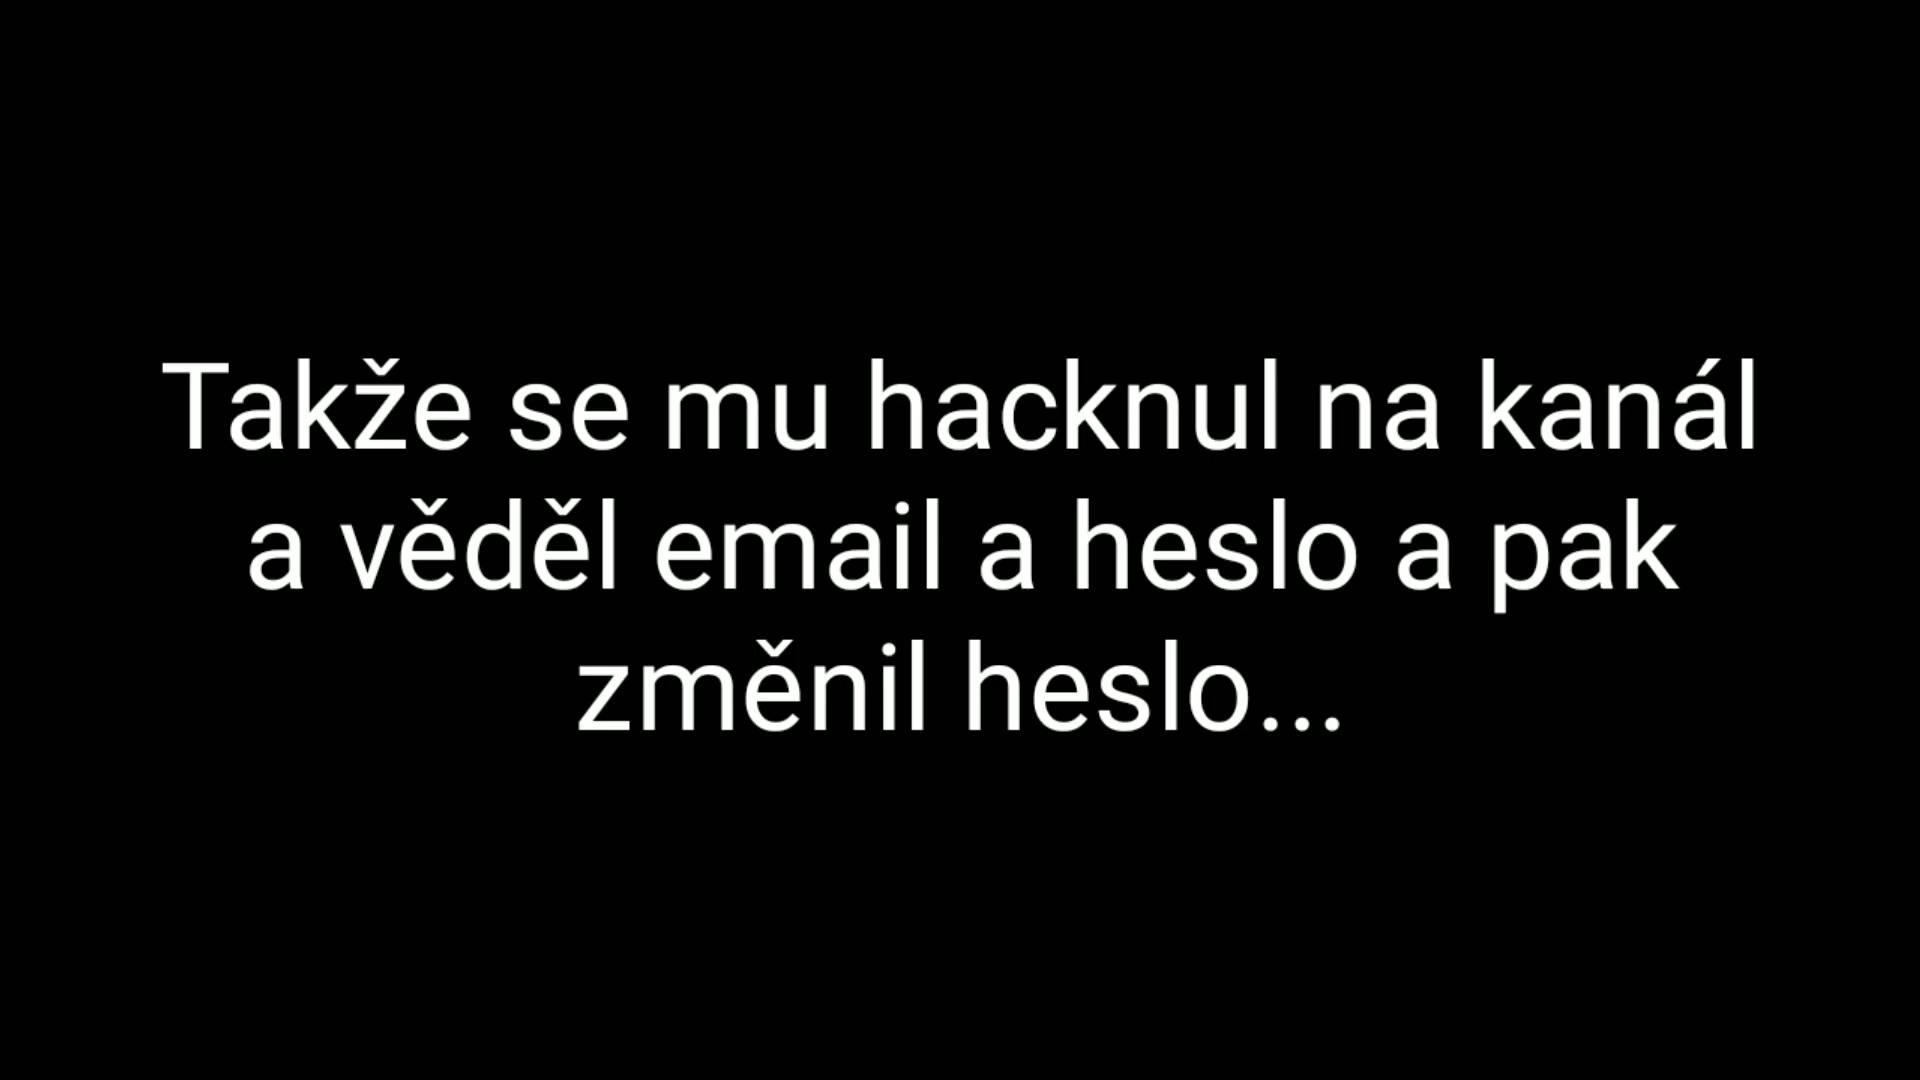 Takže se mu hacknul na kanál
a věděl email a heslo a pak
změnil heslo...